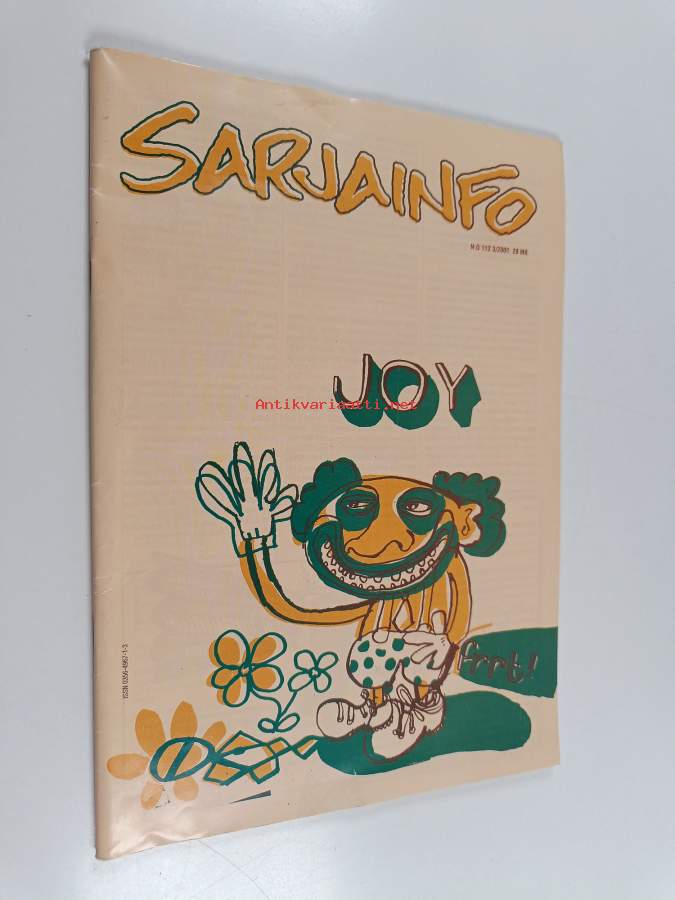 SARJAINFO
N:O 112 3/2001 28 MK
JOY
Antikvariaatti.net
frrt!
ISSN 0356-4967-1-3